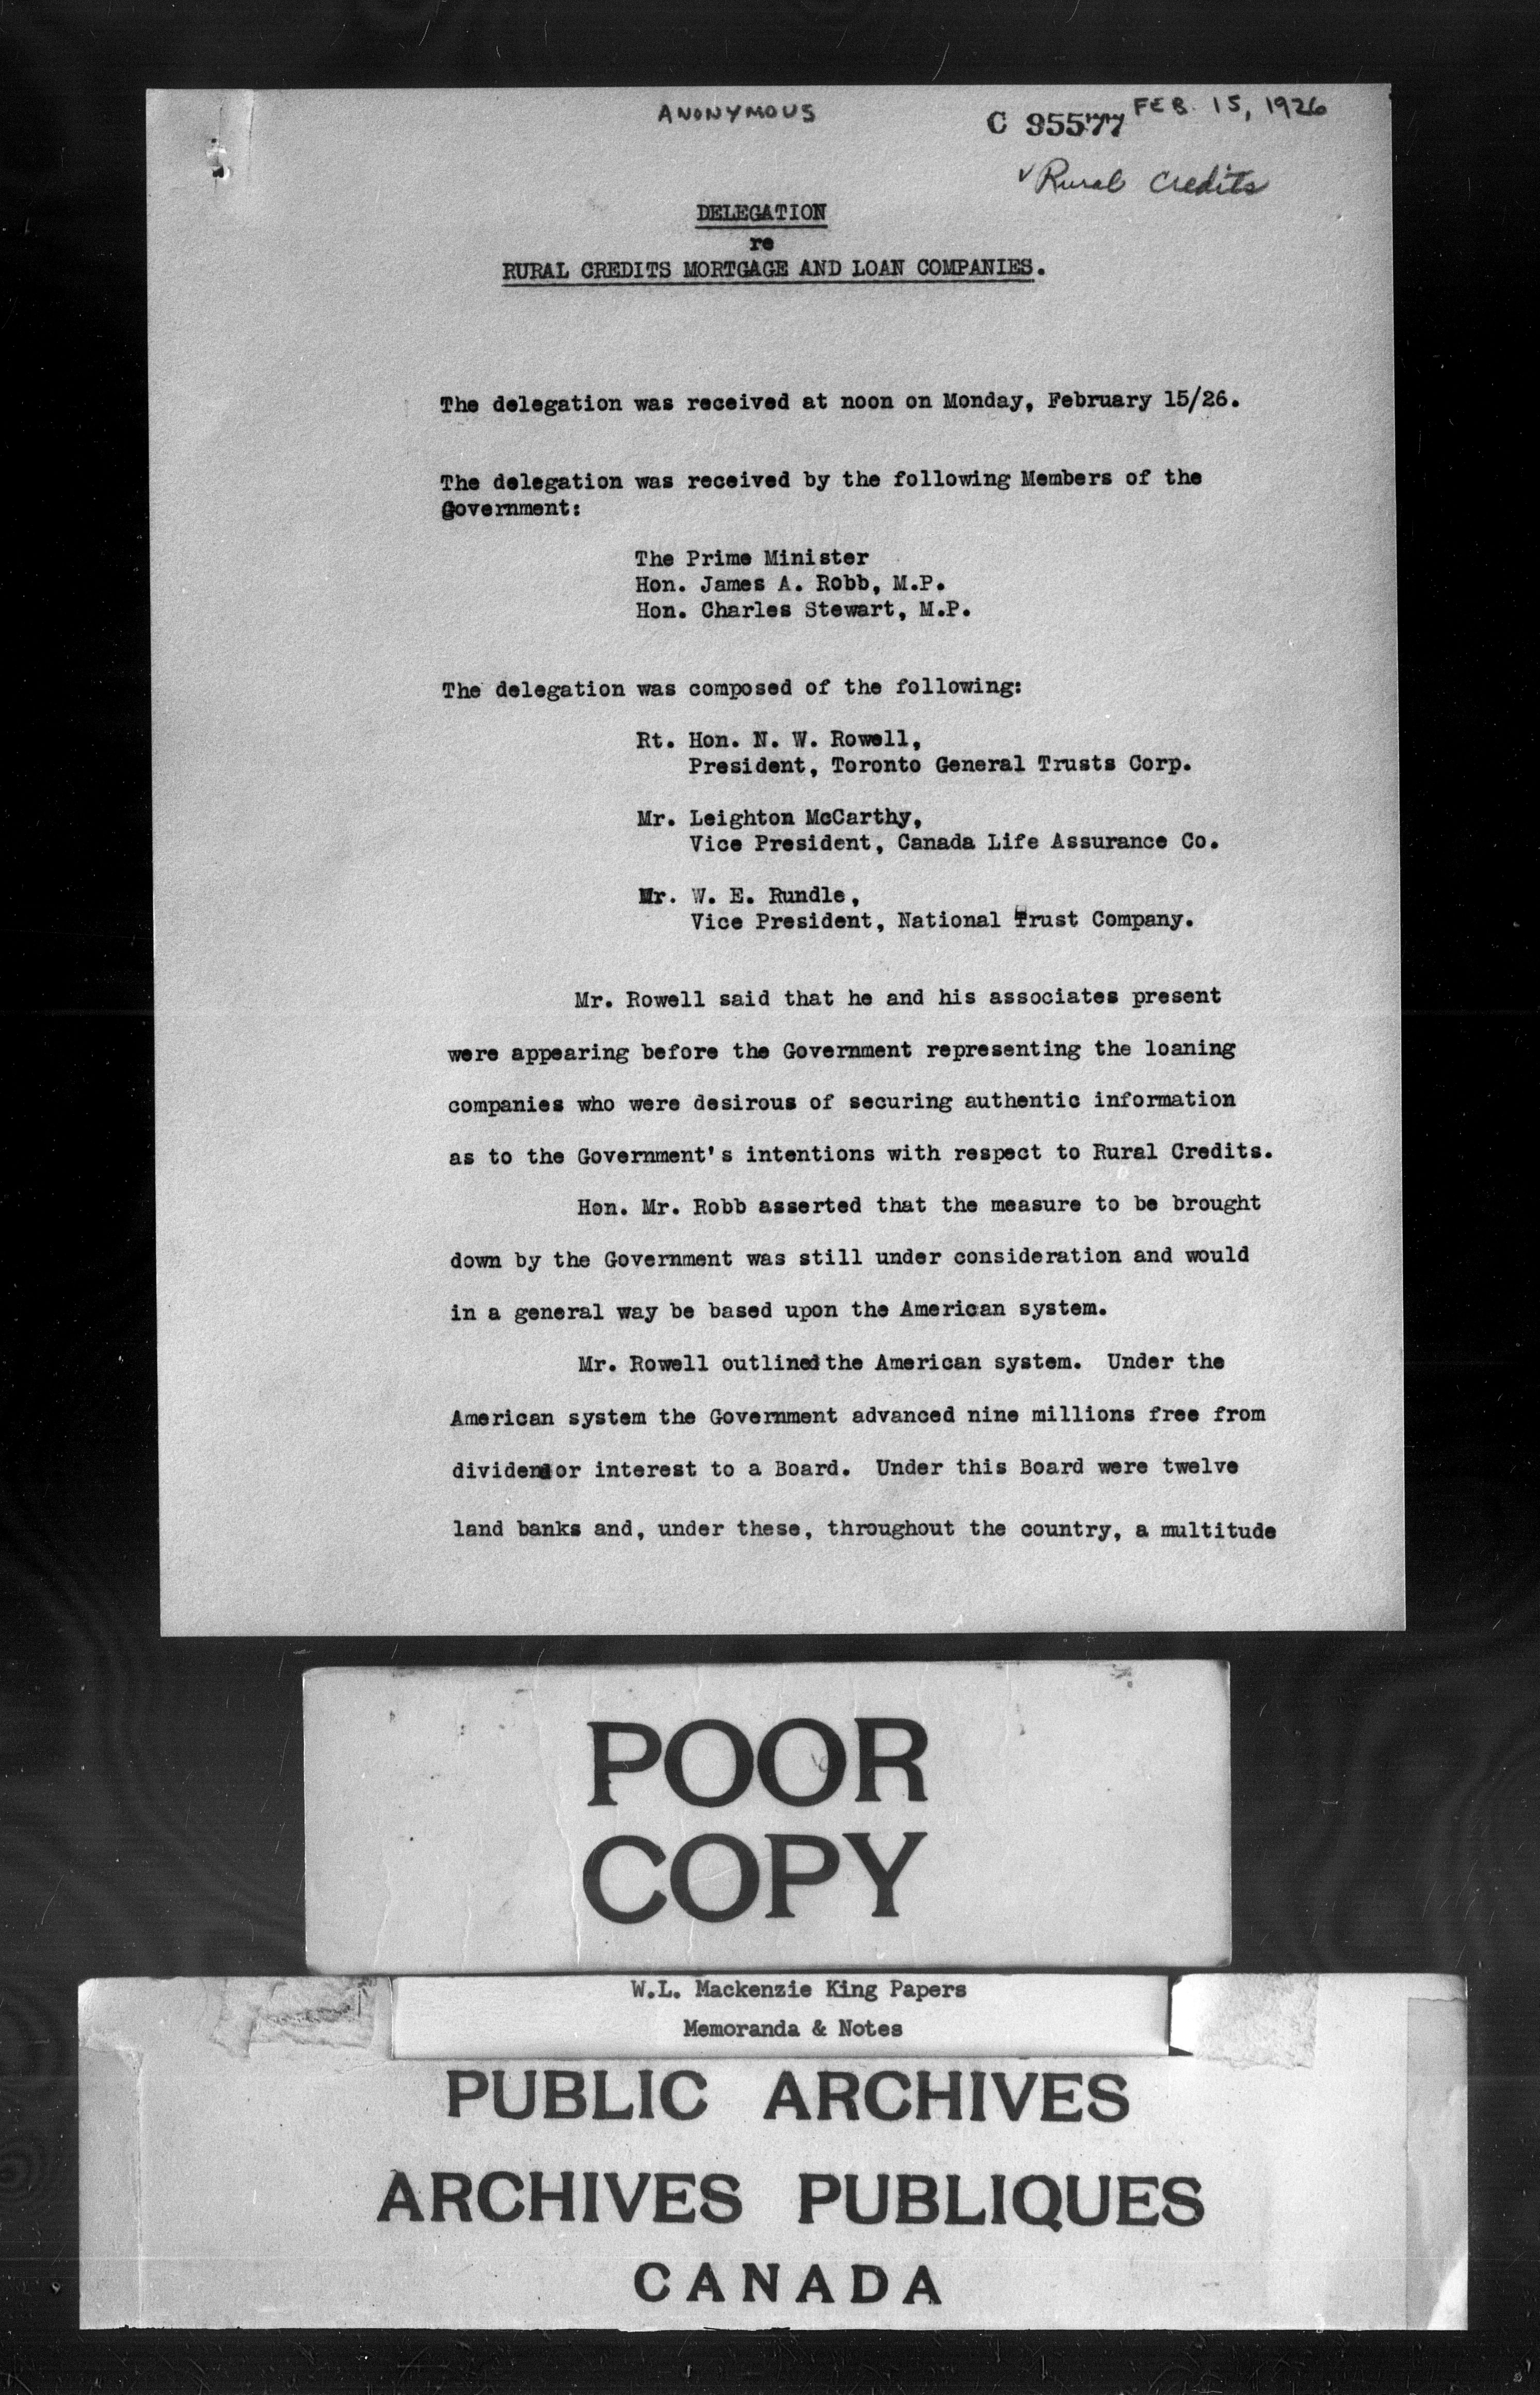 ANONYMOUS
C 95577 FEB. 15, 1926
✓Rural Credits
DELEGATION
re
RURAL CREDITS MORTGAGE AND LOAN COMPANIES.
The delegation was received at noon on Monday, February 15/26.
The delegation was received by the following Members of the
Government:
The Prime Minister
Hon. James A. Robb, M.P.
Hon. Charles Stewart, M.P.
The delegation was composed of the following:
Rt. Hon. N. W. Rowell,
President, Toronto General Trusts Corp.
Mr. Leighton McCarthy,
Vice President, Canada Life Assurance Co.
Mr. W. E. Rundle,
Vice President, National Trust Company.
Mr. Rowell said that he and his associates present
were appearing before the Government representing the loaning
companies who were desirous of securing authentic information
as to the Government's intentions with respect to Rural Credits.
Hon. Mr. Robb asserted that the measure to be brought
down by the Government was still under consideration and would
in a general way be based upon the American system.
Mr. Rowell outlined the American system. Under the
American system the Government advanced nine millions free from
dividend or interest to a Board. Under this Board were twelve
land banks and, under these, throughout the country, a multitude
POOR
COPY
W.L. Mackenzie King Papers
Memoranda & Notes
PUBLIC ARCHIVES
ARCHIVES PUBLIQUES
CANADA